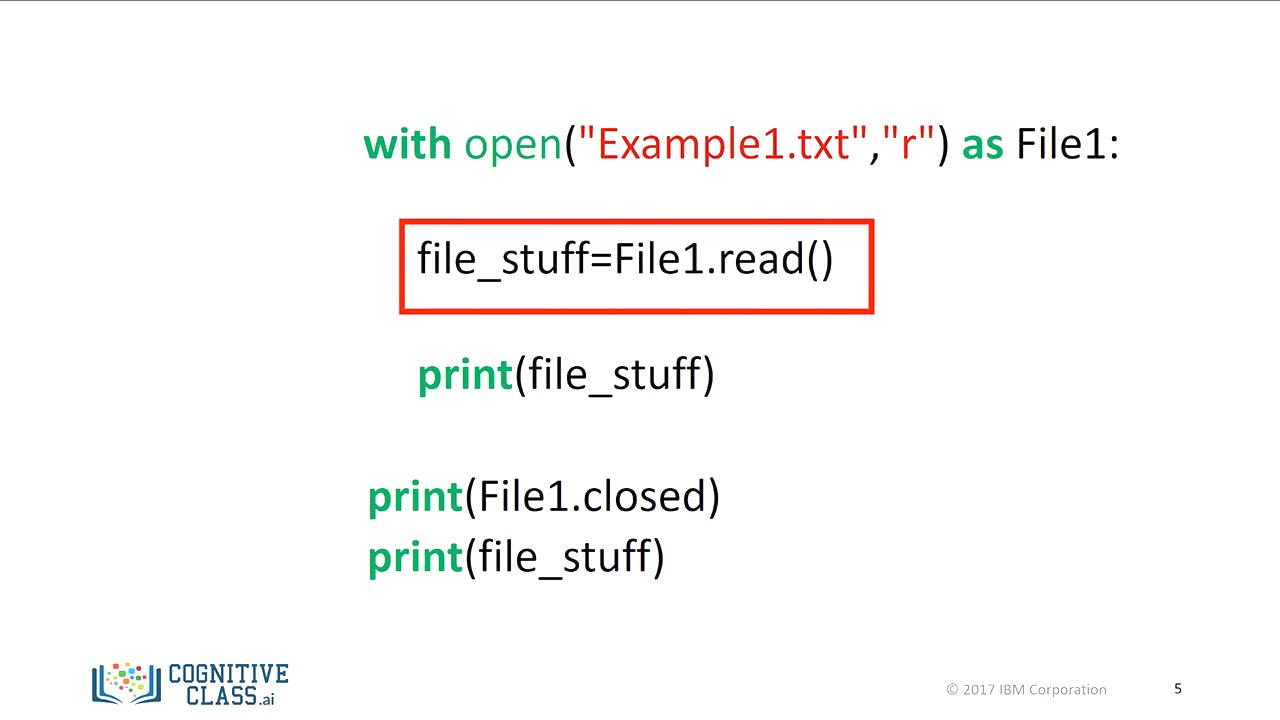 with open("Example1.txt","r") as File1:
file_stuff=File1.read()
print(file_stuff)
print(File1.closed)
print(file_stuff)
COGNITIVE
CLASS.ai
© 2017 IBM Corporation
5